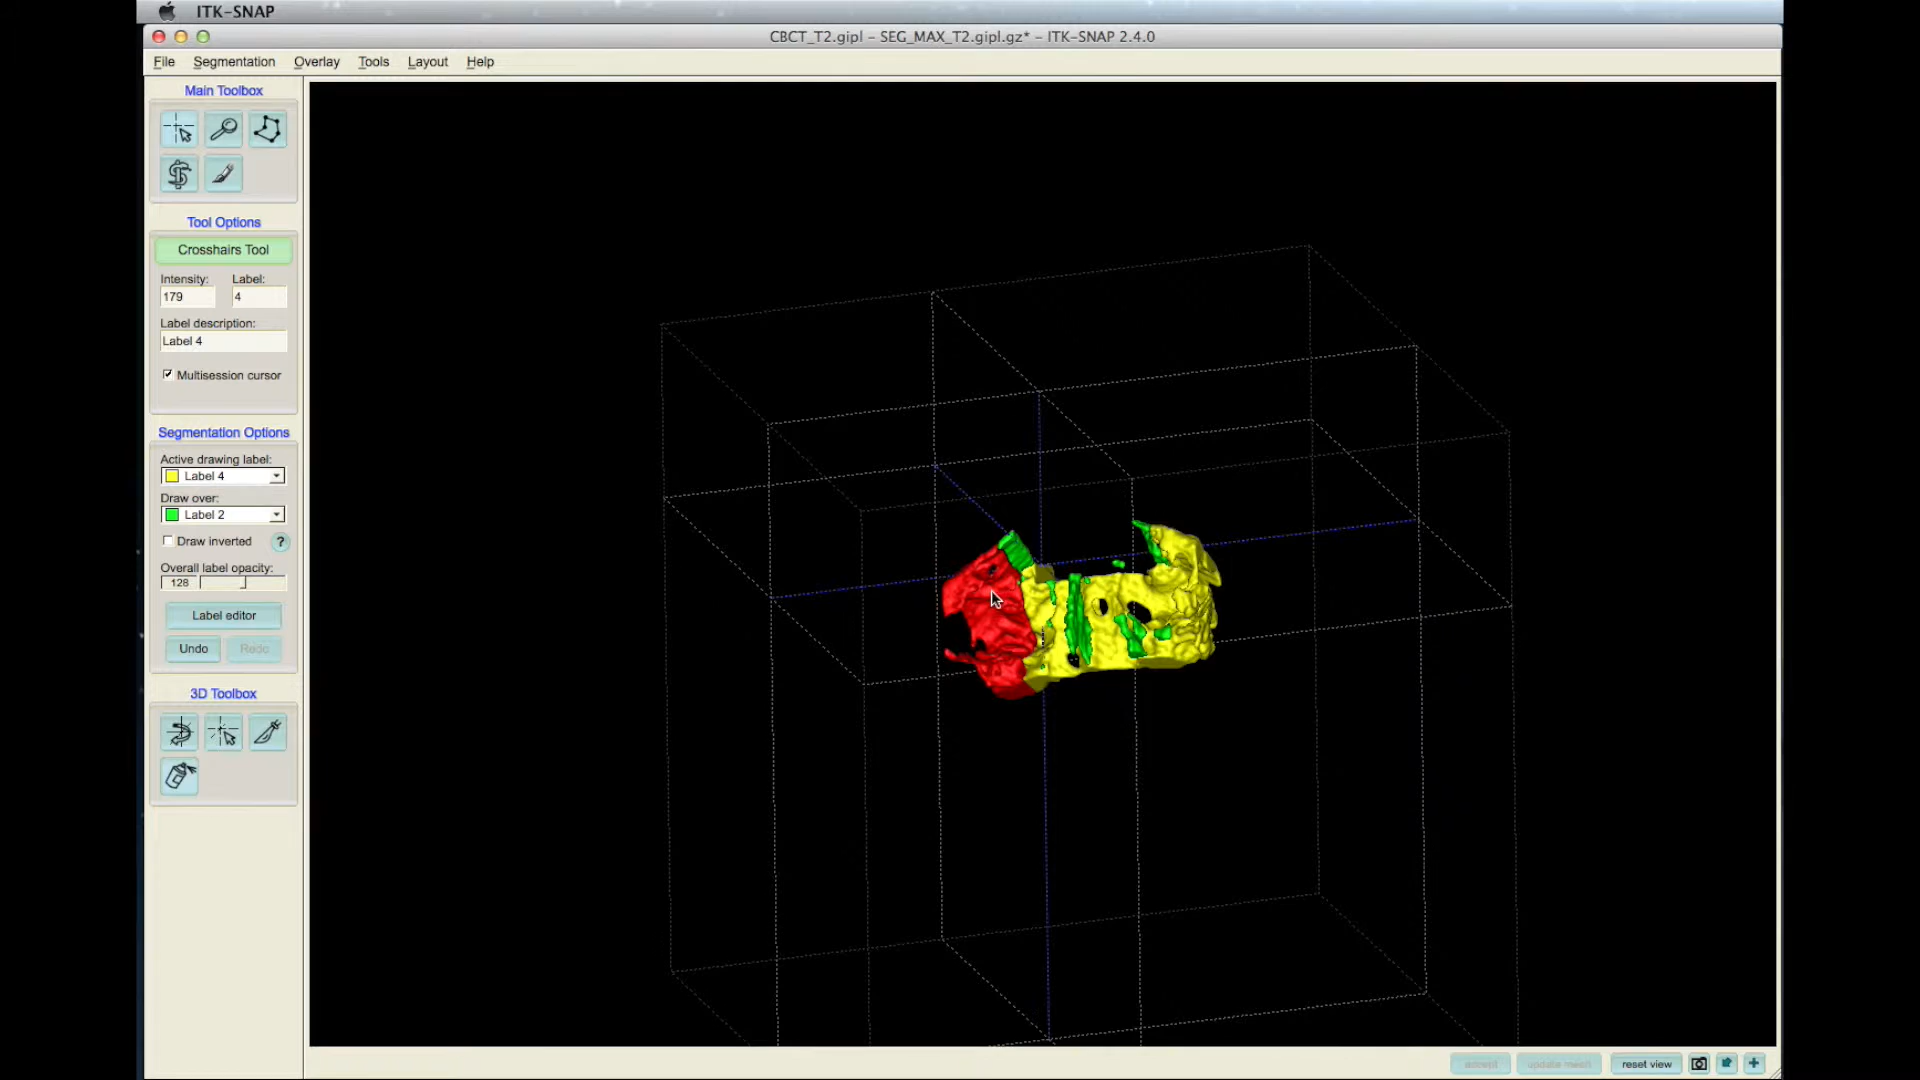 ITK-SNAP
CBCT_T2.gipl – SEG_MAX_T2.gipl.gz* – ITK-SNAP 2.4.0
File Segmentation Overlay Tools Layout Help
Main Toolbox
Tool Options
Crosshairs Tool
Intensity: Label:
179 4
Label description:
Label 4
Multisession cursor
Segmentation Options
Active drawing label:
Label 4
Draw over:
Label 2
Draw inverted ?
Overall label opacity:
128
Label editor
Undo Redo
3D Toolbox
accept update mesh reset view